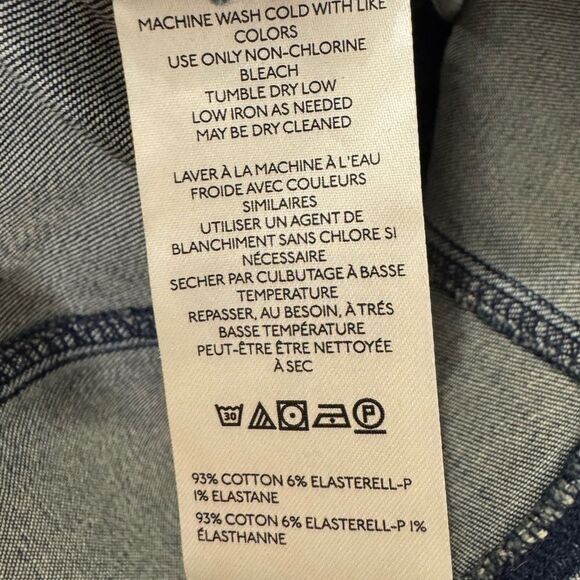 MACHINE WASH COLD WITH LIKE
COLORS
USE ONLY NON-CHLORINE
BLEACH
TUMBLE DRY LOW
LOW IRON AS NEEDED
MAY BE DRY CLEANED
LAVER À LA MACHINE À L'EAU
FROIDE AVEC COULEURS
SIMILAIRES
UTILISER UN AGENT DE
BLANCHIMENT SANS CHLORE SI
NÉCESSAIRE
SECHER PAR CULBUTAGE À BASSE
TEMPERATURE
REPASSER, AU BESOIN, À TRÉS
BASSE TEMPÉRATURE
PEUT-ÊTRE ÊTRE NETTOYÉE
À SEC
30 P
93% COTTON 6% ELASTERELL-P
1% ELASTANE
93% COTON 6% ELASTERELL-P 1%
ÉLASTHANNE